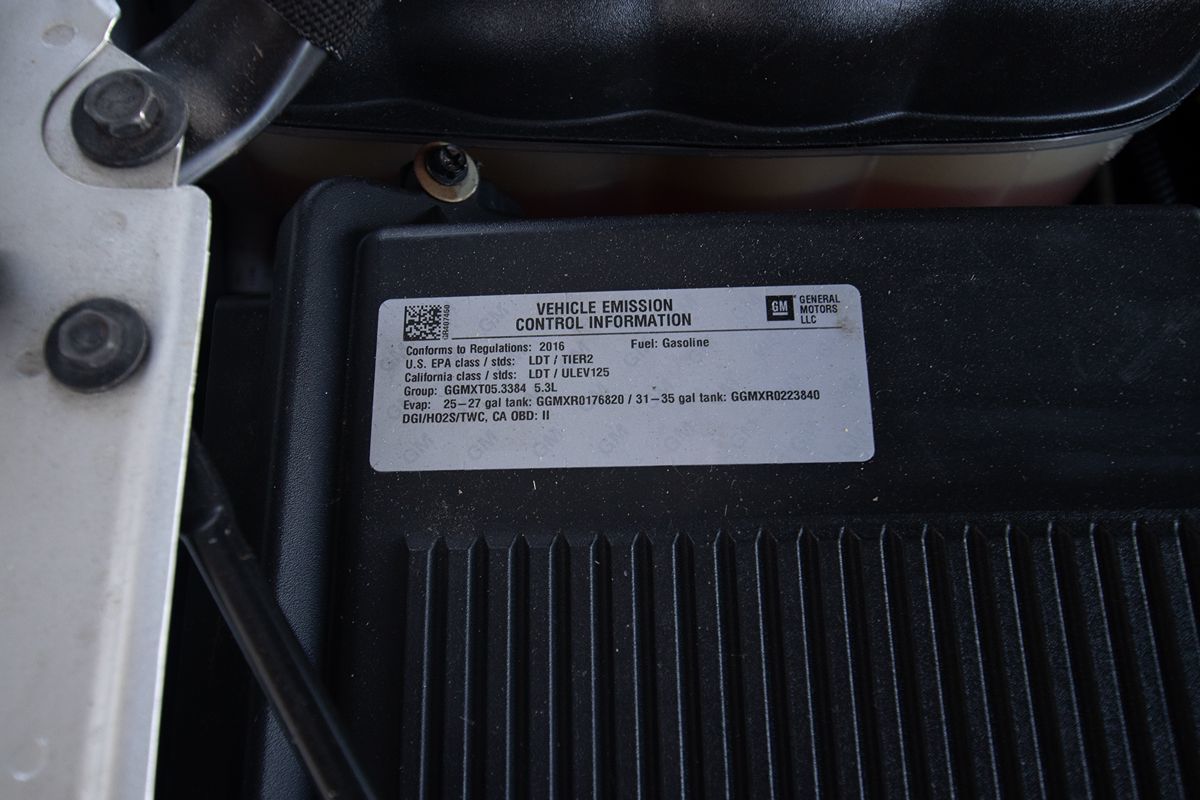 VEHICLE EMISSION
CONTROL INFORMATION
GM GENERAL
MOTORS
LLC
Conforms to Regulations: 2016 Fuel: Gasoline
U.S. EPA class / stds: LDT / TIER2
California class / stds: LDT / ULEV125
Group: GGMXT05.3384 5.3L
Evap: 25–27 gal tank: GGMXR0176820 / 31–35 gal tank: GGMXR0223840
DGI/HO2S/TWC, CA OBD: II